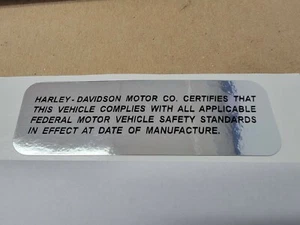 HARLEY-DAVIDSON MOTOR CO. CERTIFIES THAT
THIS VEHICLE COMPLIES WITH ALL APPLICABLE
FEDERAL MOTOR VEHICLE SAFETY STANDARDS
IN EFFECT AT DATE OF MANUFACTURE.